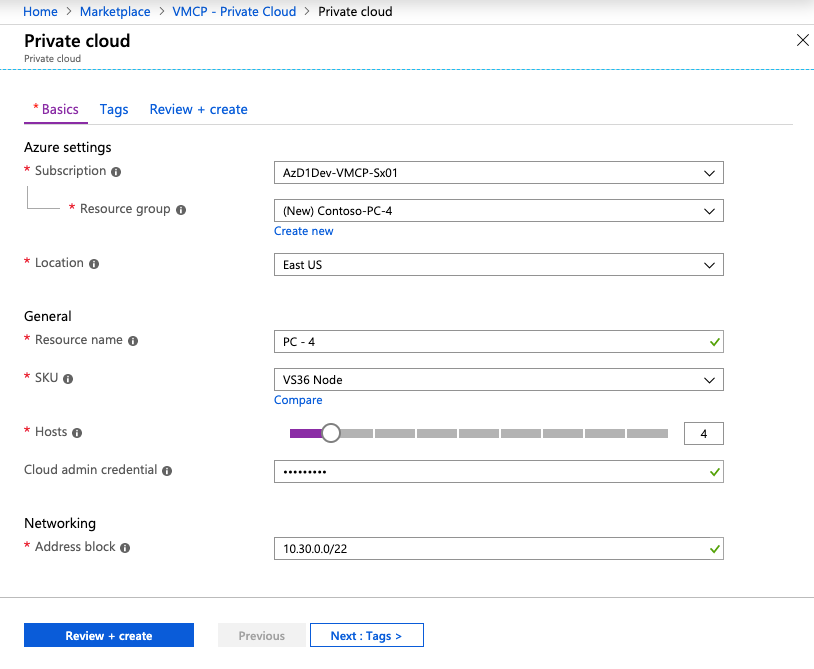 Home > Marketplace > VMCP - Private Cloud > Private cloud
Private cloud
Private cloud
* Basics Tags Review + create
Azure settings
* Subscription AzD1Dev-VMCP-Sx01
* Resource group (New) Contoso-PC-4
Create new
* Location East US
General
* Resource name PC - 4
* SKU VS36 Node
Compare
* Hosts 4
Cloud admin credential •••••••••
Networking
* Address block 10.30.0.0/22
Review + create Previous Next : Tags >